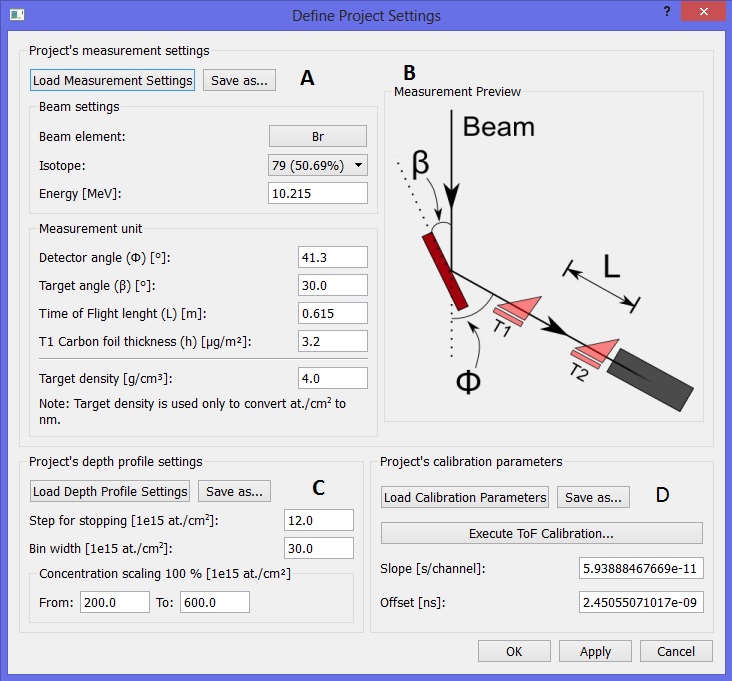 Define Project Settings
?
Project's measurement settings
Load Measurement Settings Save as... A
Beam settings
Beam element: Br
Isotope: 79 (50.69%)
Energy [MeV]: 10.215
Measurement unit
Detector angle (Φ) [°]: 41.3
Target angle (β) [°]: 30.0
Time of Flight lenght (L) [m]: 0.615
T1 Carbon foil thickness (h) [μg/m²]: 3.2
Target density [g/cm³]: 4.0
Note: Target density is used only to convert at./cm² to
nm.
B
Measurement Preview
Beam
β
L
T1
T2
Φ
Project's depth profile settings
Load Depth Profile Settings Save as... C
Step for stopping [1e15 at./cm²]: 12.0
Bin width [1e15 at./cm²]: 30.0
Concentration scaling 100 % [1e15 at./cm²]
From: 200.0 To: 600.0
Project's calibration parameters
Load Calibration Parameters Save as... D
Execute ToF Calibration...
Slope [s/channel]: 5.93888467669e-11
Offset [ns]: 2.45055071017e-09
OK Apply Cancel